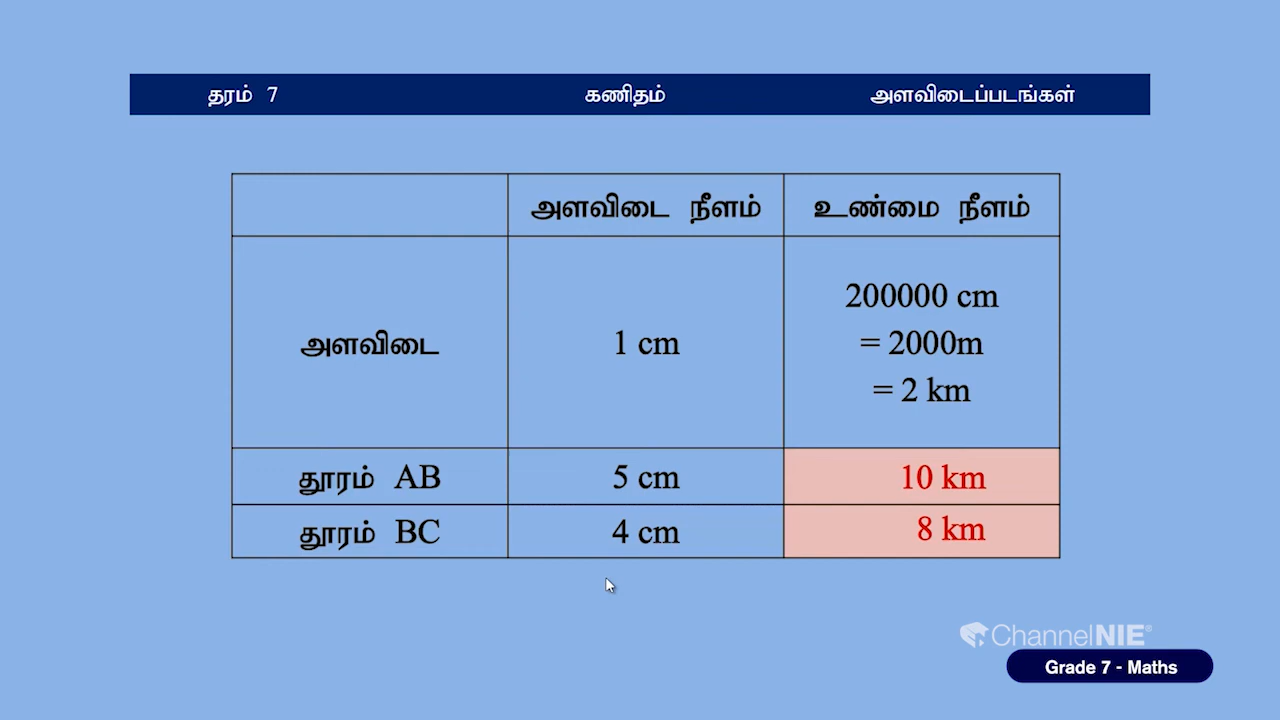 தரம் 7 கணிதம் அளவிடைப்படங்கள்
அளவிடை நீளம் உண்மை நீளம்
அளவிடை 1 cm 200000 cm
= 2000m
= 2 km
தூரம் AB 5 cm 10 km
தூரம் BC 4 cm 8 km
ChannelNIE®
Grade 7 - Maths